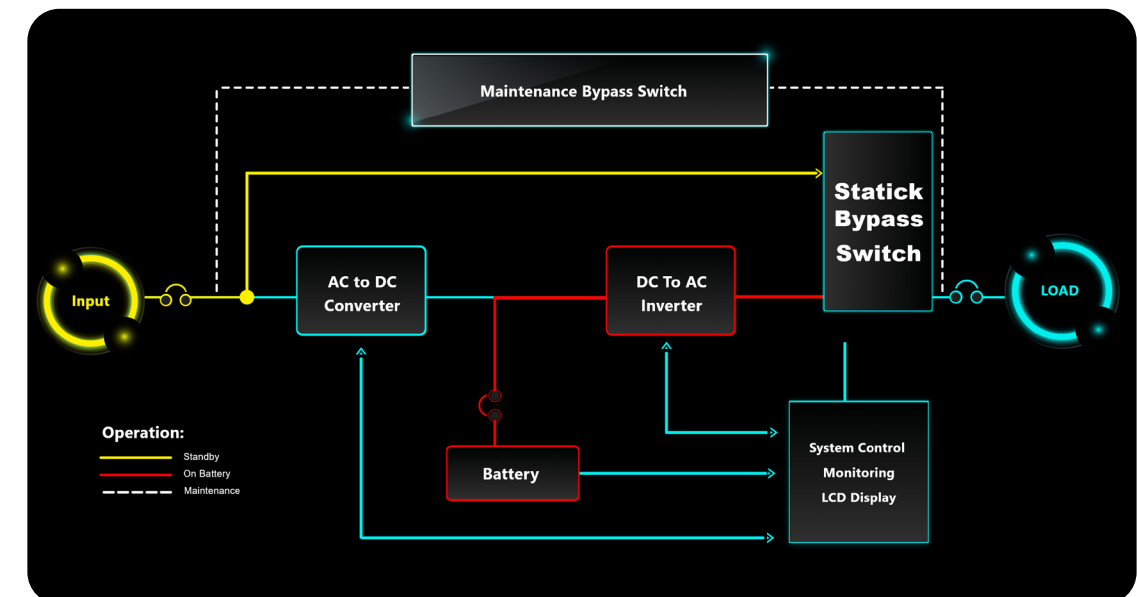 Maintenance Bypass Switch
Statick
Bypass
Switch
Input
AC to DC
Converter
DC To AC
Inverter
LOAD
Operation:
Standby
On Battery
Maintenance
Battery
System Control
Monitoring
LCD Display